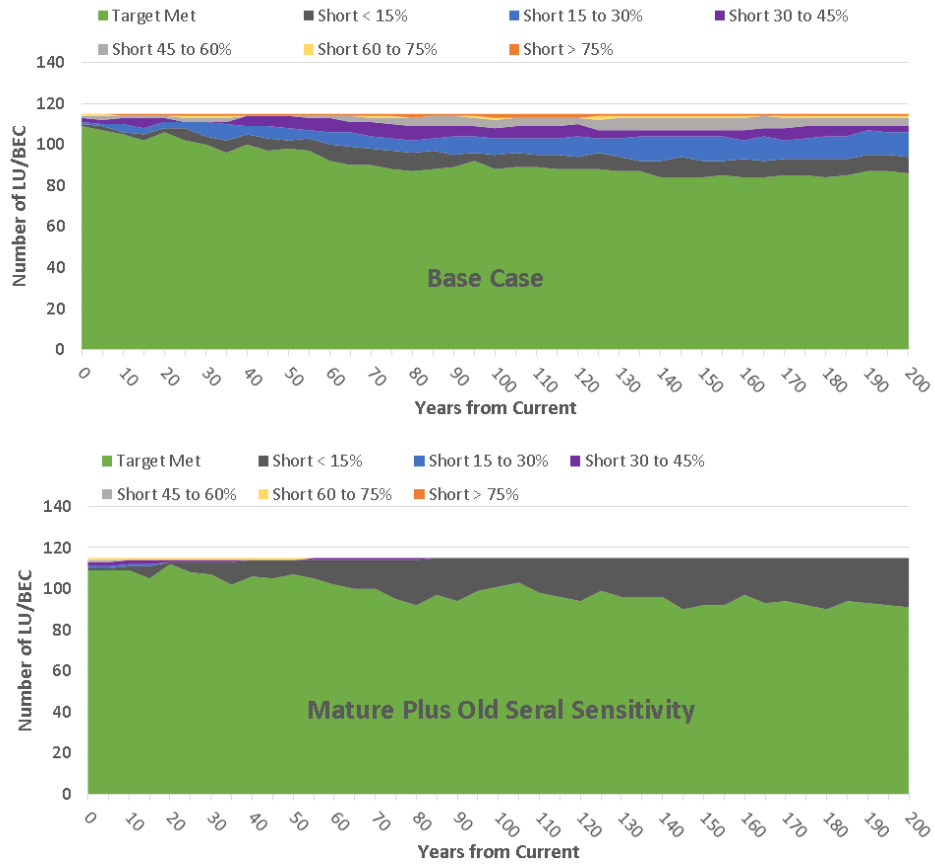 Target Met Short < 15% Short 15 to 30% Short 30 to 45%
Short 45 to 60% Short 60 to 75% Short > 75%
140
120
100
80
60
40
20
0
Number of LU/BEC
Base Case
0 10 20 30 40 50 60 70 80 90 100 110 120 130 140 150 160 170 180 190 200
Years from Current
Target Met Short < 15% Short 15 to 30% Short 30 to 45%
Short 45 to 60% Short 60 to 75% Short > 75%
140
120
100
80
60
40
20
0
Number of LU/BEC
Mature Plus Old Seral Sensitivity
0 10 20 30 40 50 60 70 80 90 100 110 120 130 140 150 160 170 180 190 200
Years from Current